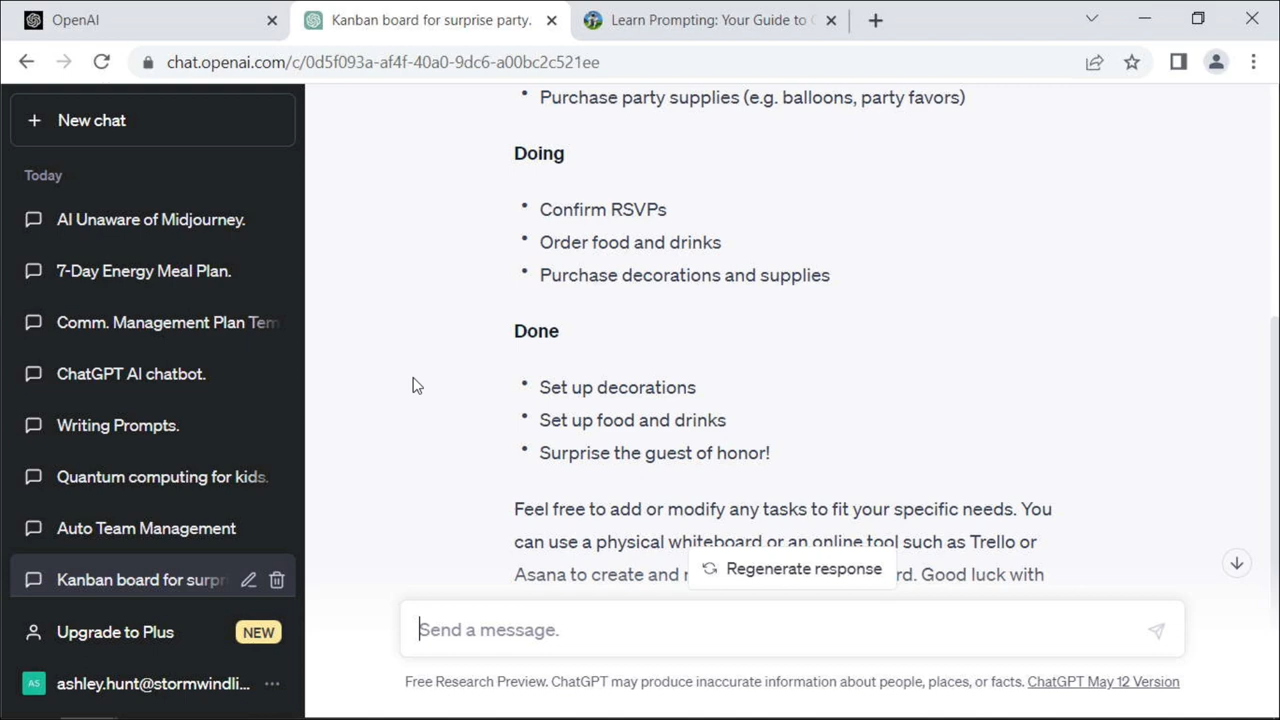 OpenAI
Kanban board for surprise party.
Learn Prompting: Your Guide to
chat.openai.com/c/0d5f093a-af4f-40a0-9dc6-a00bc2c521ee
New chat
Today
AI Unaware of Midjourney.
7-Day Energy Meal Plan.
Comm. Management Plan Tem
ChatGPT AI chatbot.
Writing Prompts.
Quantum computing for kids.
Auto Team Management
Kanban board for surpr
Upgrade to Plus NEW
AS ashley.hunt@stormwindli...
• Purchase party supplies (e.g. balloons, party favors)
Doing
• Confirm RSVPs
• Order food and drinks
• Purchase decorations and supplies
Done
• Set up decorations
• Set up food and drinks
• Surprise the guest of honor!
Feel free to add or modify any tasks to fit your specific needs. You
can use a physical whiteboard or an online tool such as Trello or
Asana to create and rd. Good luck with
Regenerate response
Send a message.
Free Research Preview. ChatGPT may produce inaccurate information about people, places, or facts. ChatGPT May 12 Version